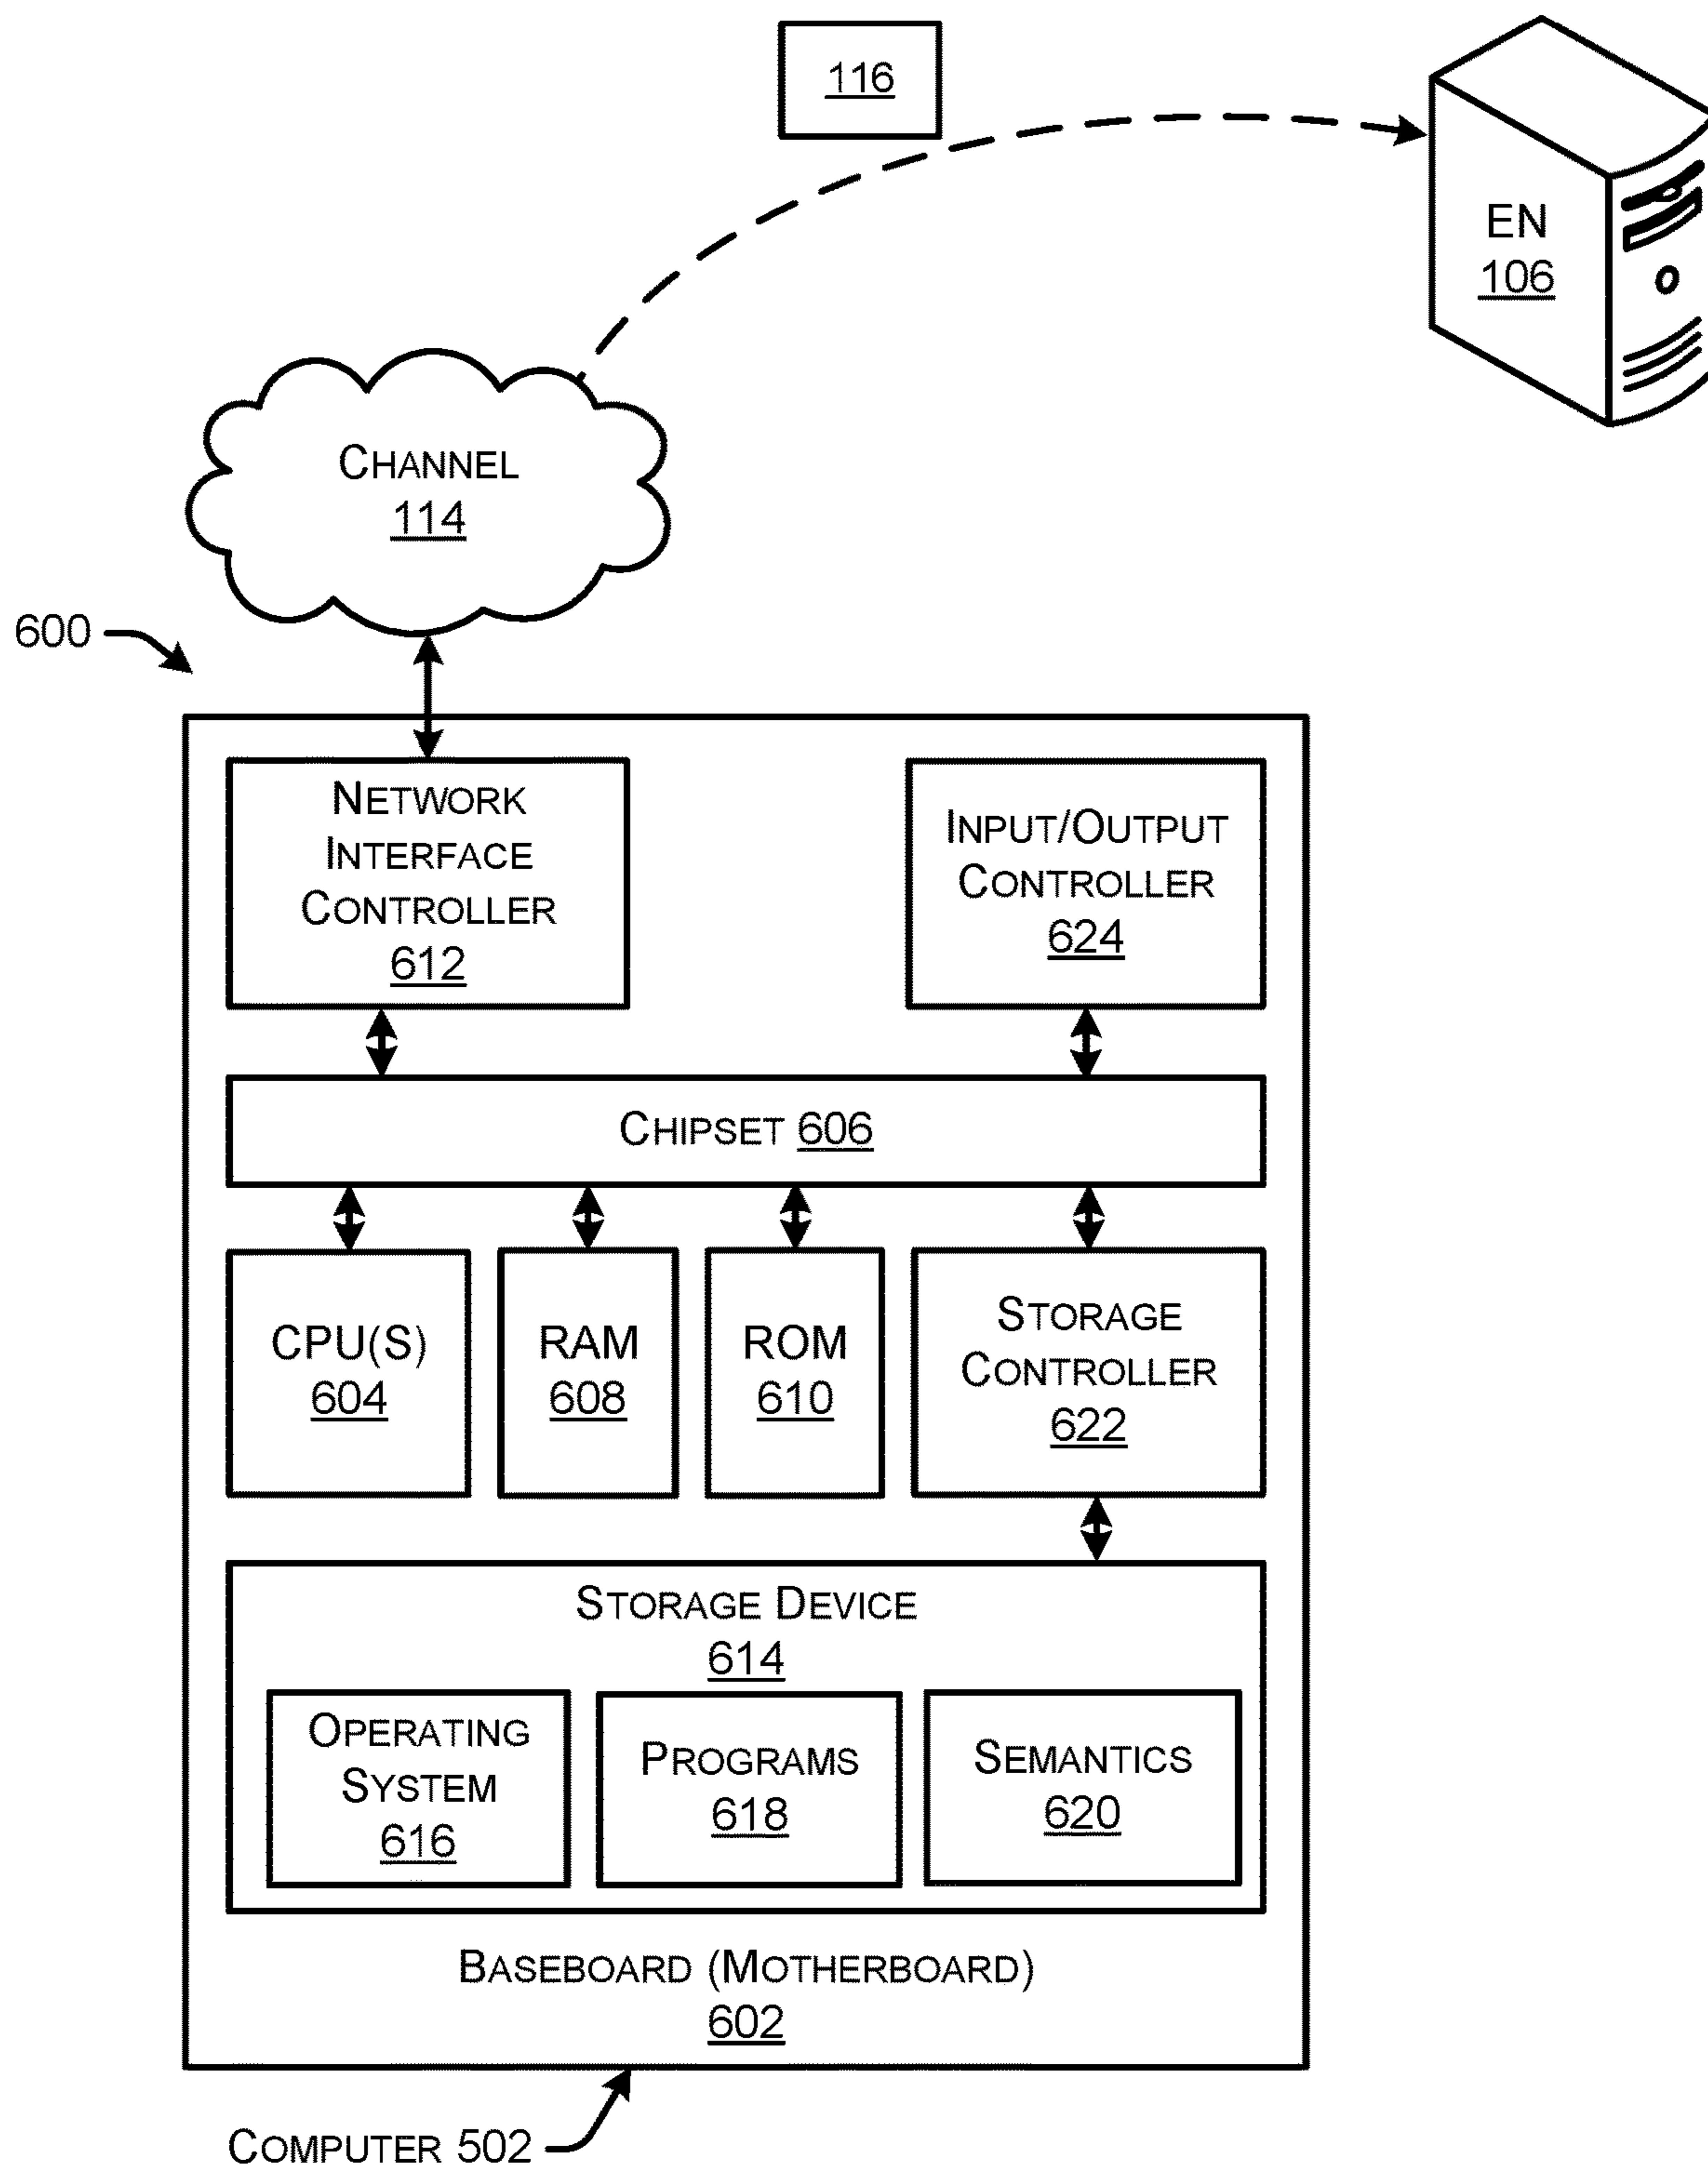 116
EN
106
CHANNEL
114
600
NETWORK
INTERFACE
CONTROLLER
612
INPUT/OUTPUT
CONTROLLER
624
CHIPSET 606
CPU(S)
604
RAM
608
ROM
610
STORAGE
CONTROLLER
622
STORAGE DEVICE
614
OPERATING
SYSTEM
616
PROGRAMS
618
SEMANTICS
620
BASEBOARD (MOTHERBOARD)
602
COMPUTER 502